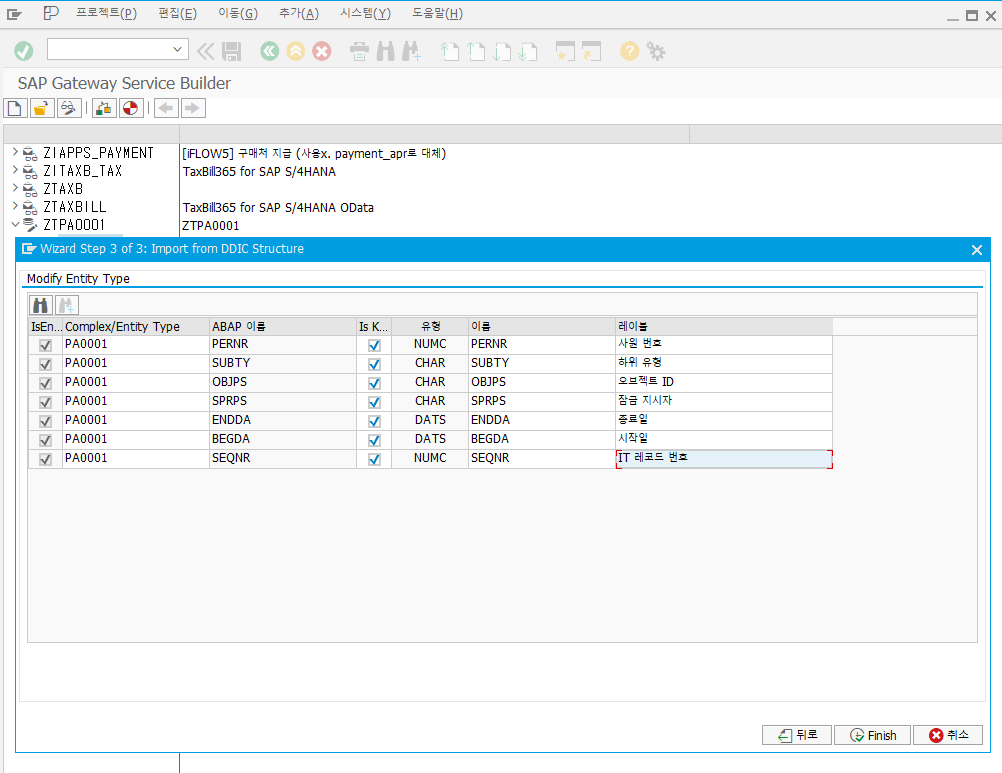 프로젝트(P) 편집(E) 이동(G) 추가(A) 시스템(Y) 도움말(H)
SAP Gateway Service Builder
ZIAPPS_PAYMENT [iFLOW5] 구매처 지급 (사용x. payment_apr로 대체)
ZITAXB_TAX TaxBill365 for SAP S/4HANA
ZTAXB
ZTAXBILL TaxBill365 for SAP S/4HANA OData
ZTPA0001 ZTPA0001
Wizard Step 3 of 3: Import from DDIC Structure
Modify Entity Type
IsEn... Complex/Entity Type ABAP 이름 Is K... 유형 이름 레이블
PA0001 PERNR NUMC PERNR 사원 번호
PA0001 SUBTY CHAR SUBTY 하위 유형
PA0001 OBJPS CHAR OBJPS 오브젝트 ID
PA0001 SPRPS CHAR SPRPS 잠금 지시자
PA0001 ENDDA DATS ENDDA 종료일
PA0001 BEGDA DATS BEGDA 시작일
PA0001 SEQNR NUMC SEQNR IT 레코드 번호
뒤로 Finish 취소